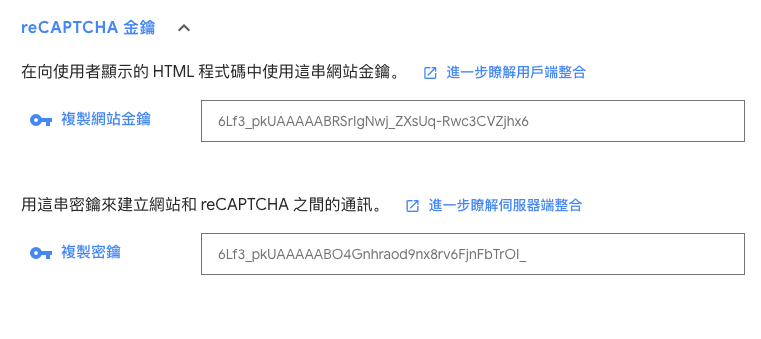 reCAPTCHA 金鑰
在向使用者顯示的 HTML 程式碼中使用這串網站金鑰。 進一步瞭解用戶端整合
複製網站金鑰 6Lf3_pkUAAAAABRSrIgNwj_ZXsUq-Rwc3CVZjhx6
用這串密鑰來建立網站和 reCAPTCHA 之間的通訊。 進一步瞭解伺服器端整合
複製密鑰 6Lf3_pkUAAAAABO4Gnhraod9nx8rv6FjnFbTrOI_